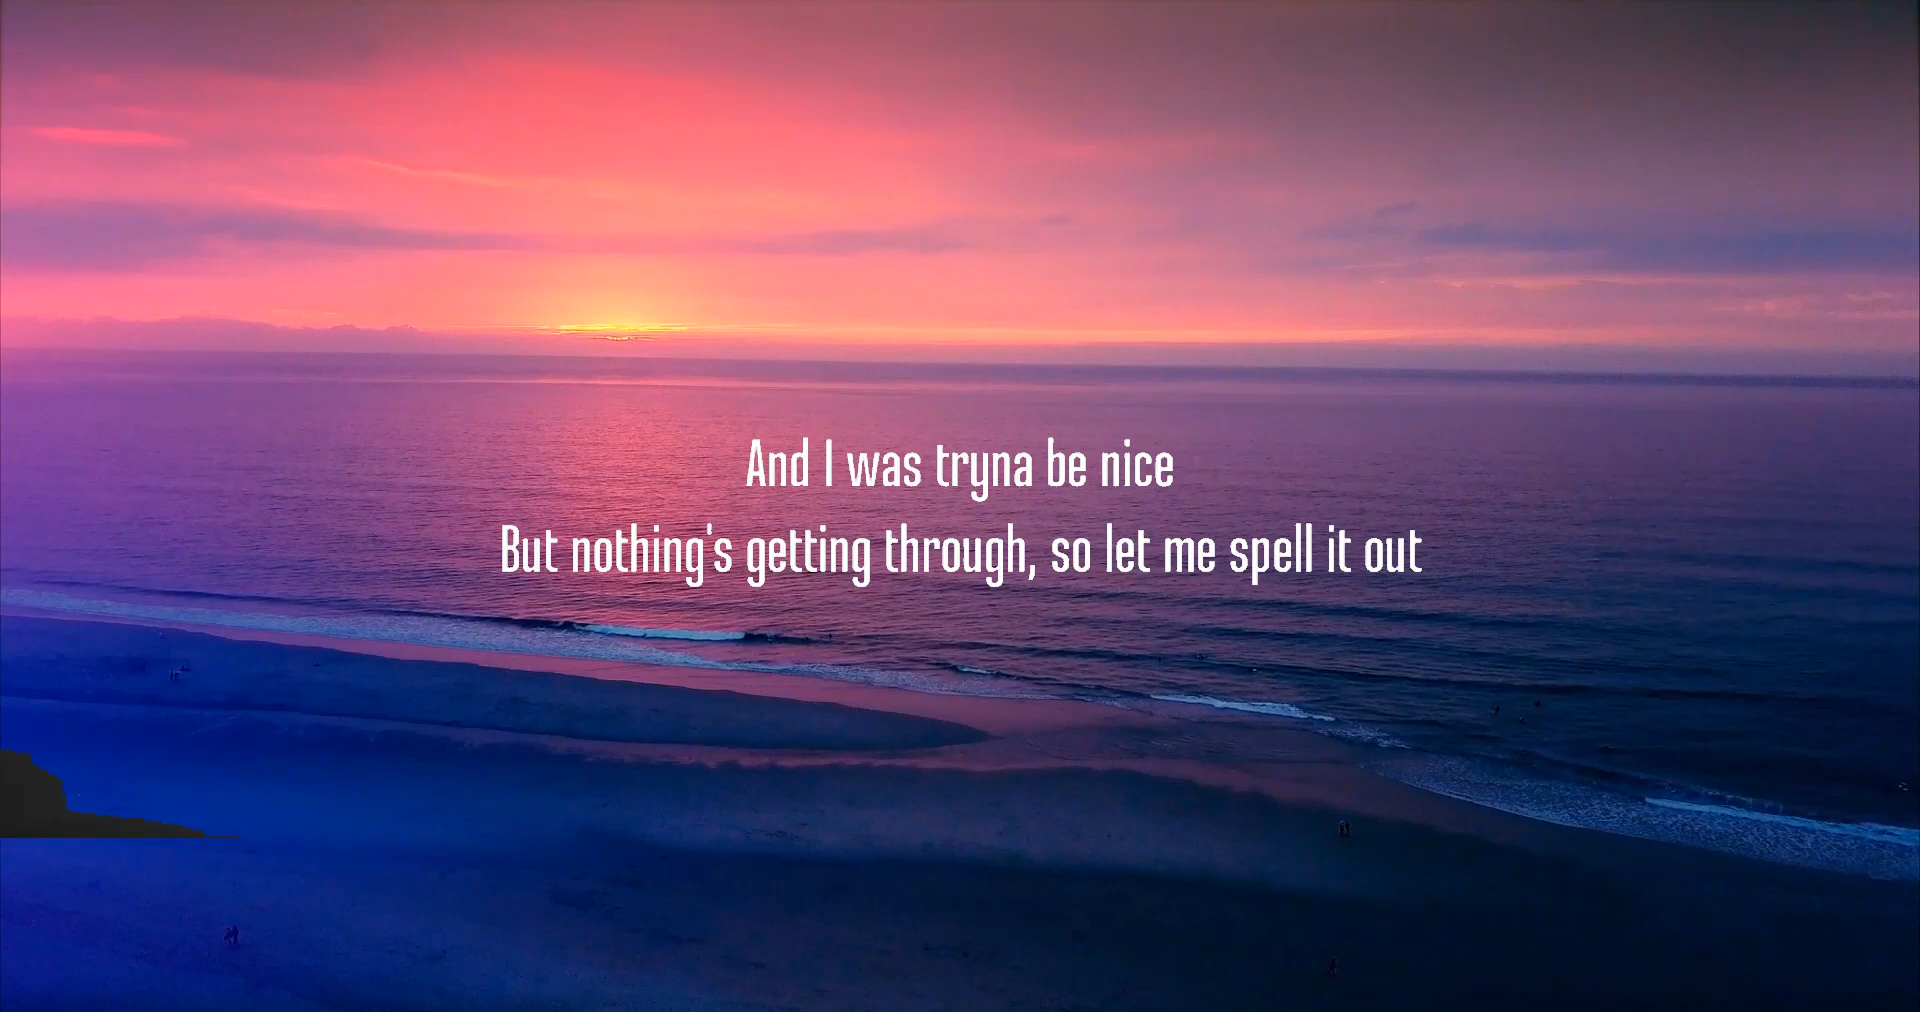 And I was tryna be nice
But nothing's getting through, so let me spell it out